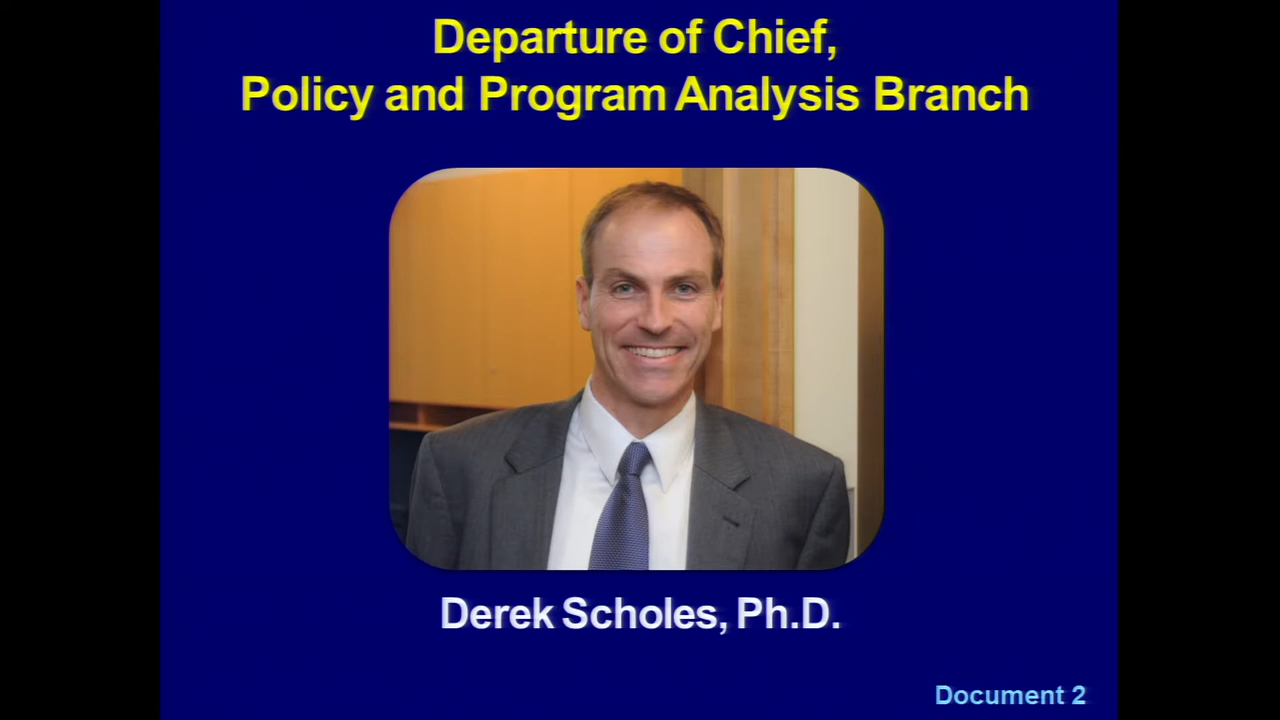 Departure of Chief,
Policy and Program Analysis Branch
Derek Scholes, Ph.D.
Document 2